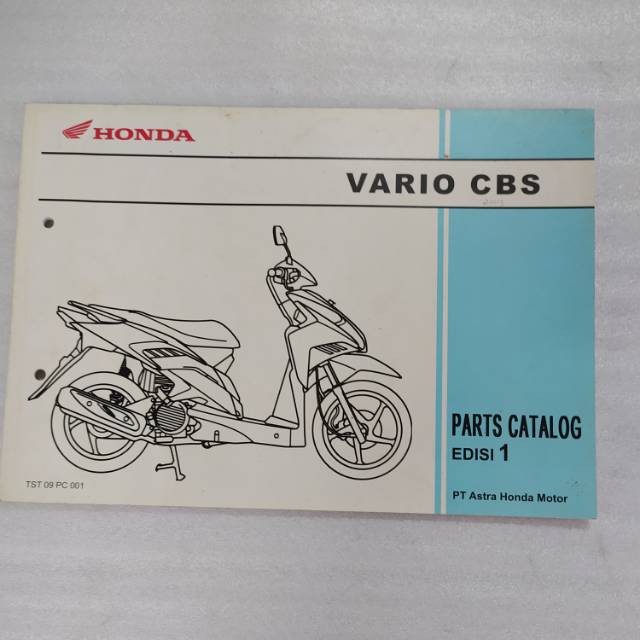 HONDA
VARIO CBS
PARTS CATALOG
EDISI 1
TST 09 PC 001
PT Astra Honda Motor